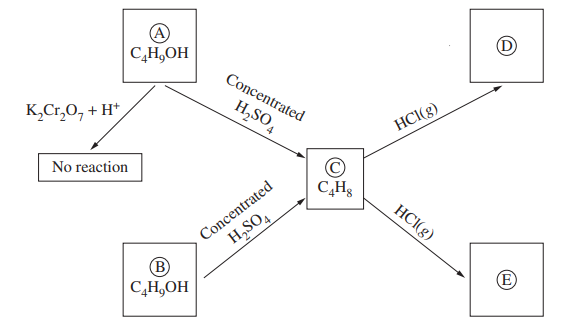 Ⓐ
C₄H₉OH
K₂Cr₂O₇ + H⁺
No reaction
Concentrated
H₂SO₄
Ⓒ
C₄H₈
HCl(g)
Ⓓ
Concentrated
H₂SO₄
Ⓑ
C₄H₉OH
HCl(g)
Ⓔ